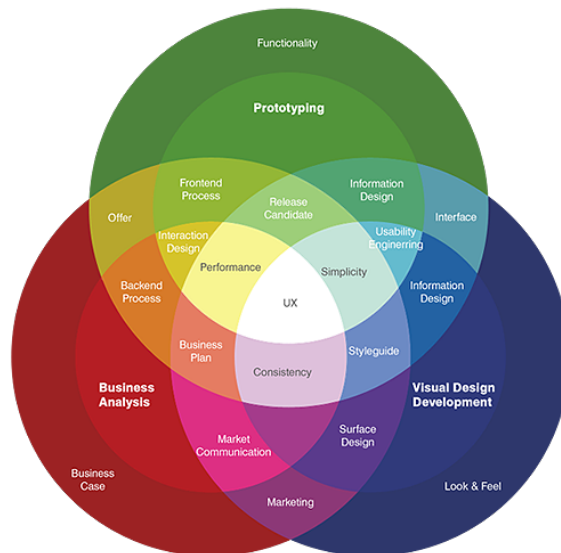 Functionality
Prototyping
Frontend
Process
Information
Design
Release
Candidate
Offer
Interface
Interaction
Design
Usability
Enginerring
Performance
Simplicity
Backend
Process
Information
Design
UX
Business
Plan
Styleguide
Consistency
Business
Analysis
Visual Design
Development
Market
Communication
Surface
Design
Business
Case
Marketing
Look & Feel